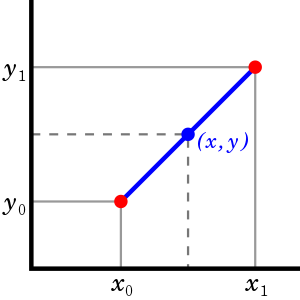 y₁
(x, y)
y₀
x₀
x₁